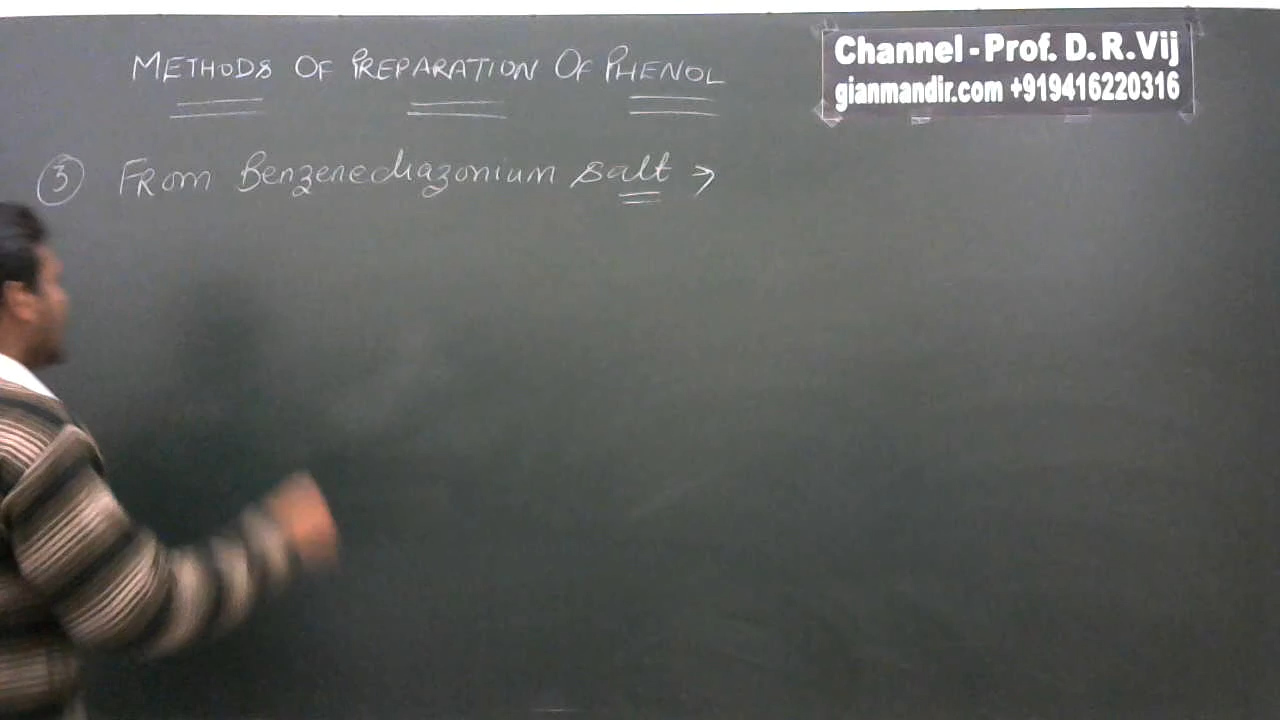 METHODS OF PREPARATION OF PHENOL
Channel - Prof. D. R. Vij
gianmandir.com +919416220316
③ FROM Benzenediazonium salt →